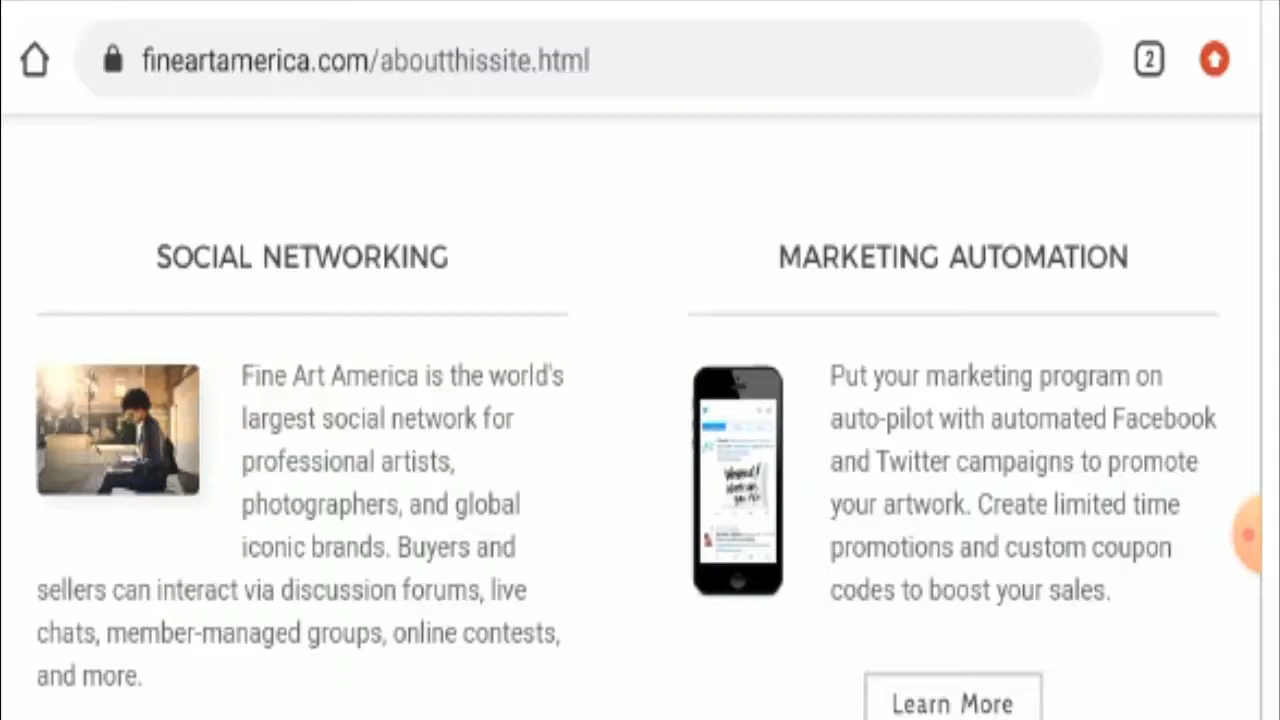 fineartamerica.com/aboutthissite.html
2
SOCIAL NETWORKING
Fine Art America is the world's
largest social network for
professional artists,
photographers, and global
iconic brands. Buyers and
sellers can interact via discussion forums, live
chats, member-managed groups, online contests,
and more.
MARKETING AUTOMATION
Put your marketing program on
auto-pilot with automated Facebook
and Twitter campaigns to promote
your artwork. Create limited time
promotions and custom coupon
codes to boost your sales.
Learn More